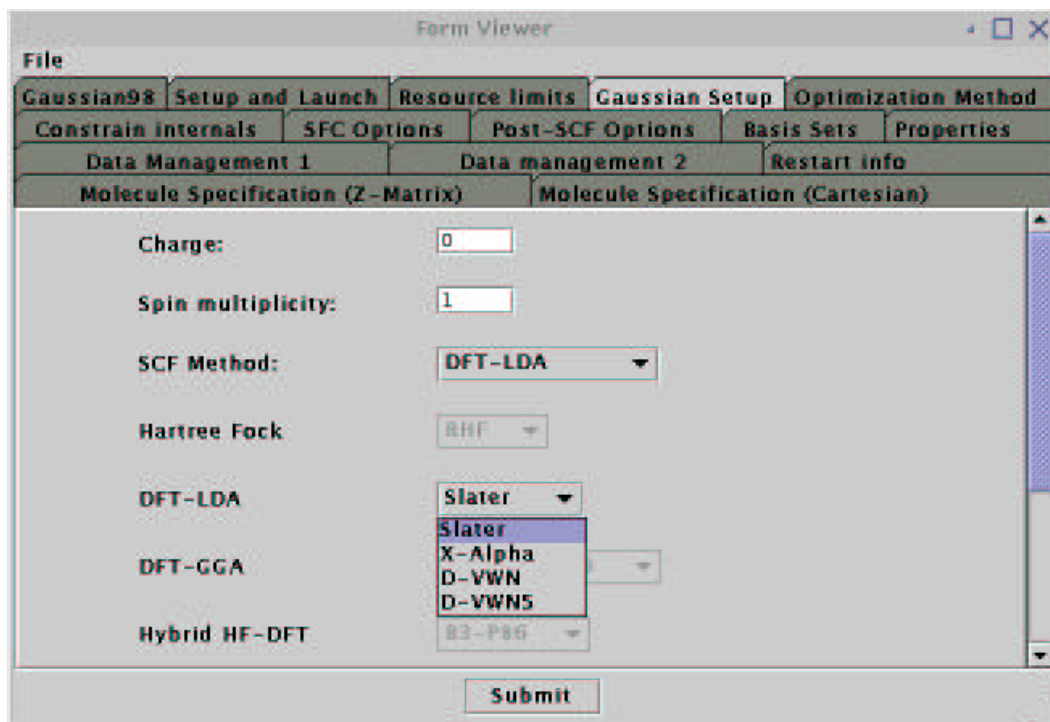 Form Viewer
File
Gaussian98 Setup and Launch Resource limits Gaussian Setup Optimization Method
Constrain internals SFC Options Post-SCF Options Basis Sets Properties
Data Management 1 Data management 2 Restart info
Molecule Specification (Z-Matrix) Molecule Specification (Cartesian)
Charge: 0
Spin multiplicity: 1
SCF Method: DFT-LDA
Hartree Fock RHF
DFT-LDA Slater
Slater
X-Alpha
DFT-GGA D-VWN
D-VWN5
Hybrid HF-DFT B3-P86
Submit